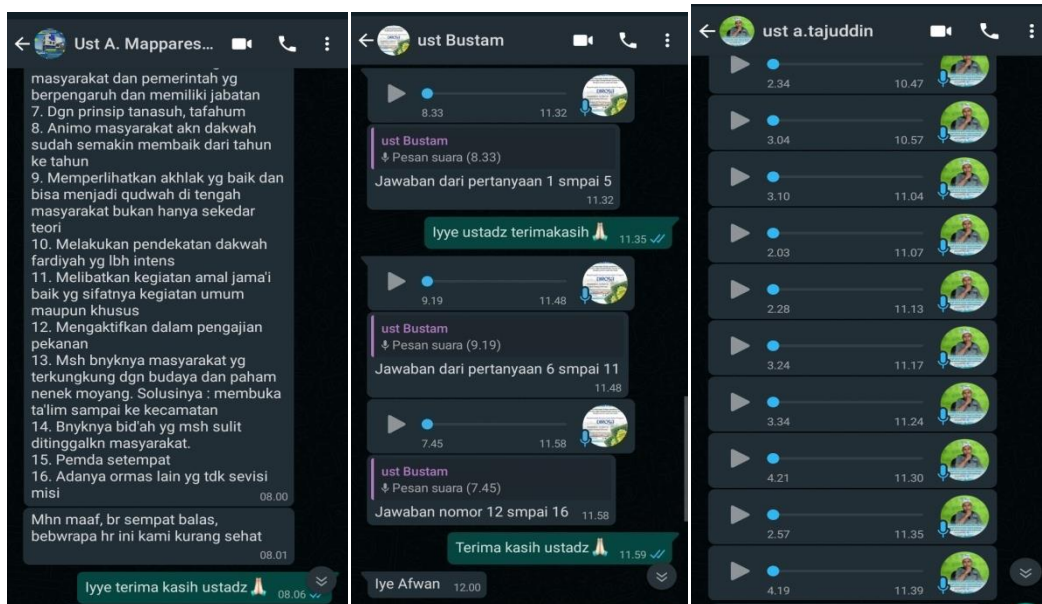 Ust A. Mappares...
masyarakat dan pemerintah yg
berpengaruh dan memiliki jabatan
7. Dgn prinsip tanasuh, tafahum
8. Animo masyarakat akn dakwah
sudah semakin membaik dari tahun
ke tahun
9. Memperlihatkan akhlak yg baik dan
bisa menjadi qudwah di tengah
masyarakat bukan hanya sekedar
teori
10. Melakukan pendekatan dakwah
fardiyah yg lbh intens
11. Melibatkan kegiatan amal jama'i
baik yg sifatnya kegiatan umum
maupun khusus
12. Mengaktifkan dalam pengajian
pekanan
13. Msh bnyknya masyarakat yg
terkungkung dgn budaya dan paham
nenek moyang. Solusinya : membuka
ta'lim sampai ke kecamatan
14. Bnyknya bid'ah yg msh sulit
ditinggalkn masyarakat.
15. Pemda setempat
16. Adanya ormas lain yg tdk sevisi
misi
08.00
Mhn maaf, br sempat balas,
bebwrapa hr ini kami kurang sehat
08.01
Iyye terima kasih ustadz🙏🏻 08.06
ust Bustam
8.33 11.32
ust Bustam
Pesan suara (8.33)
Jawaban dari pertanyaan 1 smpai 5
11.32
Iyye ustadz terimakasih🙏🏻 11.35
9.19 11.48
ust Bustam
Pesan suara (9.19)
Jawaban dari pertanyaan 6 smpai 11
11.48
7.45 11.58
ust Bustam
Pesan suara (7.45)
Jawaban nomor 12 smpai 16 11.58
Terima kasih ustadz🙏🏻 11.59
Iye Afwan 12.00
ust a.tajuddin
2.34 10.47
3.04 10.57
3.10 11.04
2.03 11.07
2.28 11.13
3.24 11.17
3.34 11.24
4.21 11.30
2.57 11.35
4.19 11.39